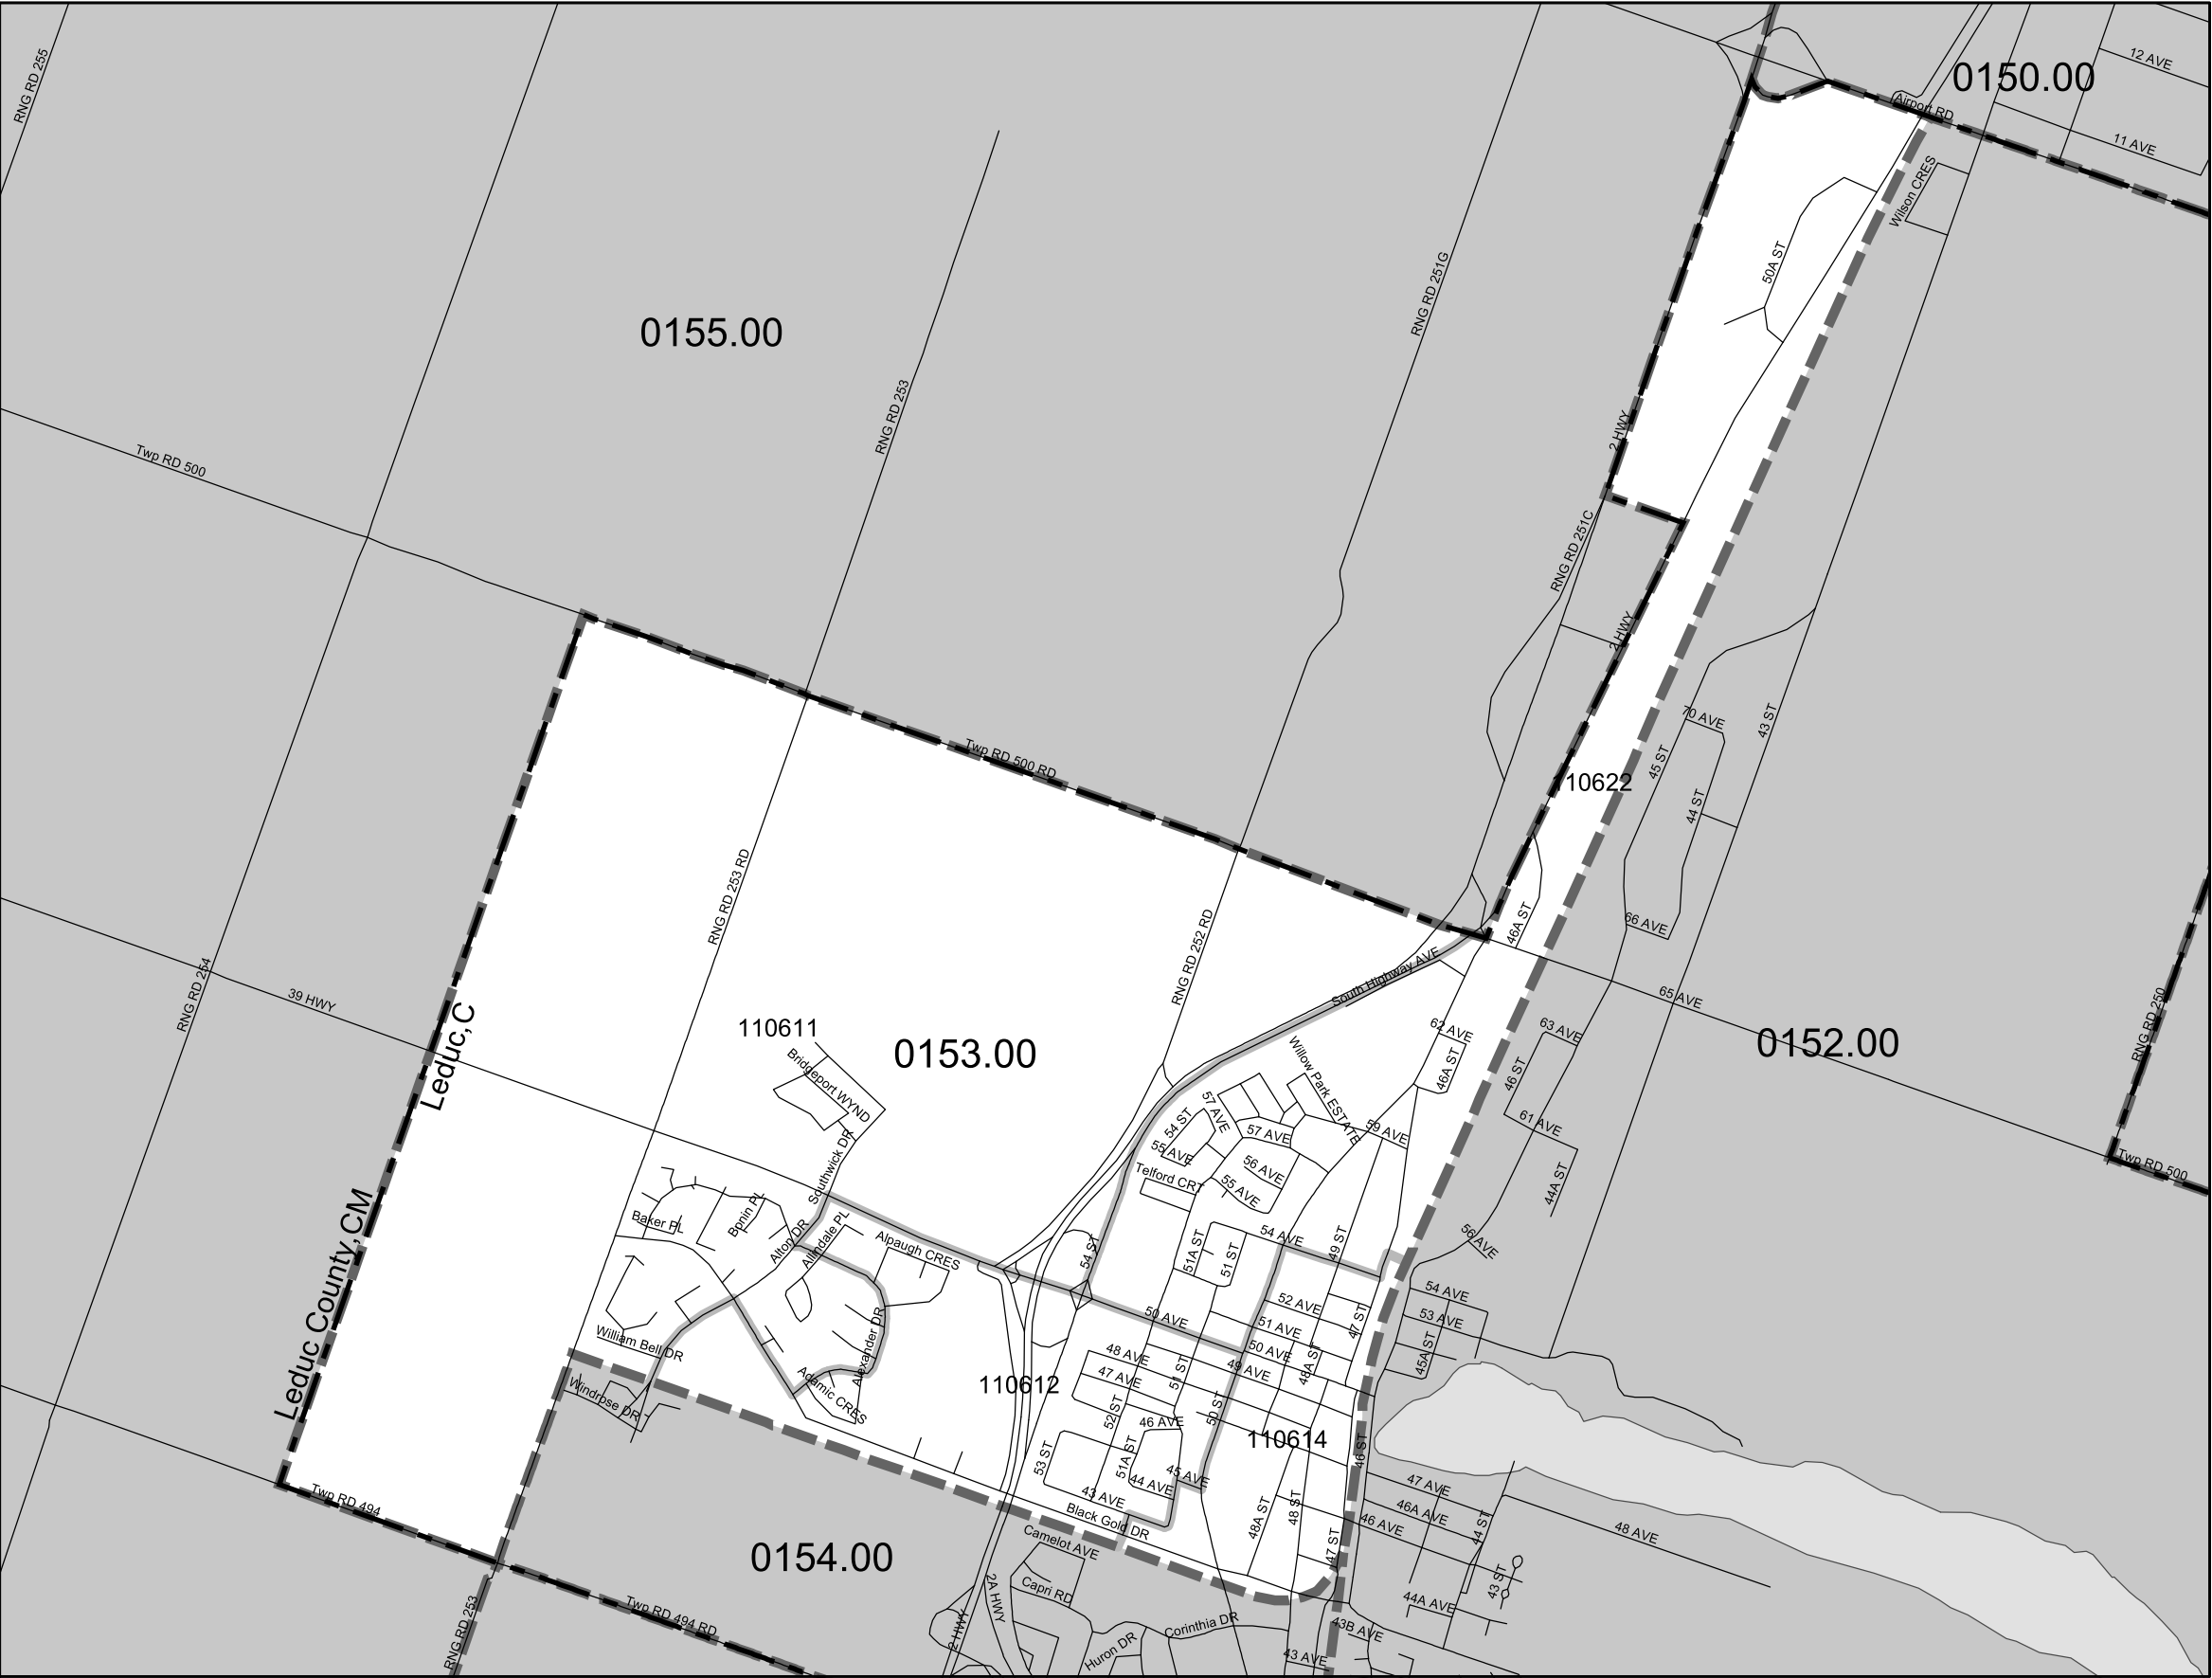 12 AVE
RNG RD 255
0150.00
Airport RD
11 AVE
Wilson CRES
50A ST
RNG RD 251G
0155.00
RNG RD 253
2 HWY
Twp RD 500
RNG RD 251C
2 HWY
70 AVE
43 ST
45 ST
Twp RD 500 RD
110622
44 ST
RNG RD 253 RD
66 AVE
46A ST
RNG RD 252 RD
South Highway AVE
RNG RD 254
39 HWY
65 AVE
RNG RD 250
Leduc,C
110611
0153.00
62 AVE
63 AVE
0152.00
Bridgeport WYND
Willow Park ESTATE
46A ST
46 ST
57 AVE
54 ST
57 AVE
59 AVE
61 AVE
55 AVE
56 AVE
Twp RD 500
Southwick DR
Telford CRT
55 AVE
44A ST
Leduc County,CM
Baker PL
Bonin PL
Alton DR
Allindale PL
Alpaugh CRES
54 ST
51A ST
51 ST
54 AVE
49 ST
56 AVE
54 AVE
52 AVE
53 AVE
50 AVE
51 AVE
47 ST
William Bell DR
Alexander DR
48 AVE
50 AVE
48A ST
45A ST
47 AVE
51 ST
49 AVE
110612
Windrose DR
Adamic CRES
52 ST
50 ST
46 AVE
110614
46 ST
53 ST
51A ST
45 AVE
44 AVE
47 AVE
Twp RD 494
43 AVE
46A AVE
Black Gold DR
48A ST
48 ST
46 AVE
44 ST
48 AVE
0154.00
Camelot AVE
47 ST
43 ST
Capri RD
2A HWY
44A AVE
Twp RD 494 RD
RNG RD 253
2 HWY
Corinthia DR
43B AVE
Huron DR
43 AVE